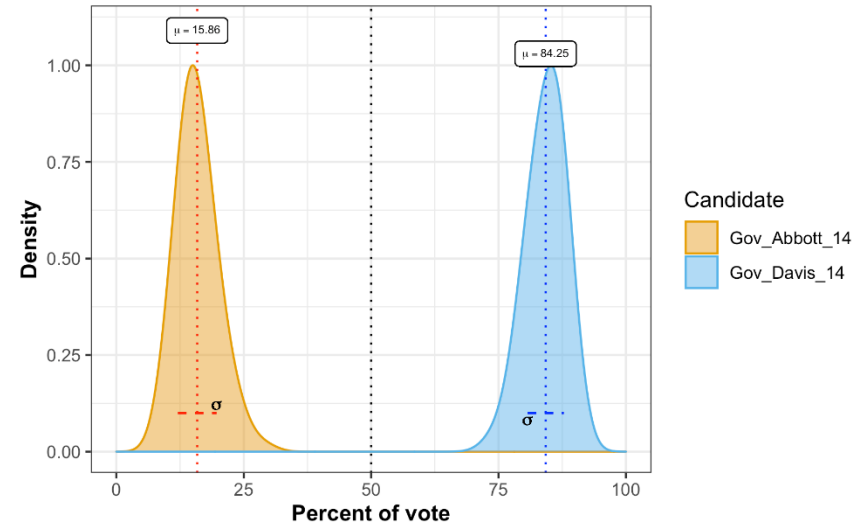 μ = 15.86
μ = 84.25
1.00
0.75
0.50
0.25
0.00
Density
σ
σ
0
25
50
75
100
Percent of vote
Candidate
Gov_Abbott_14
Gov_Davis_14